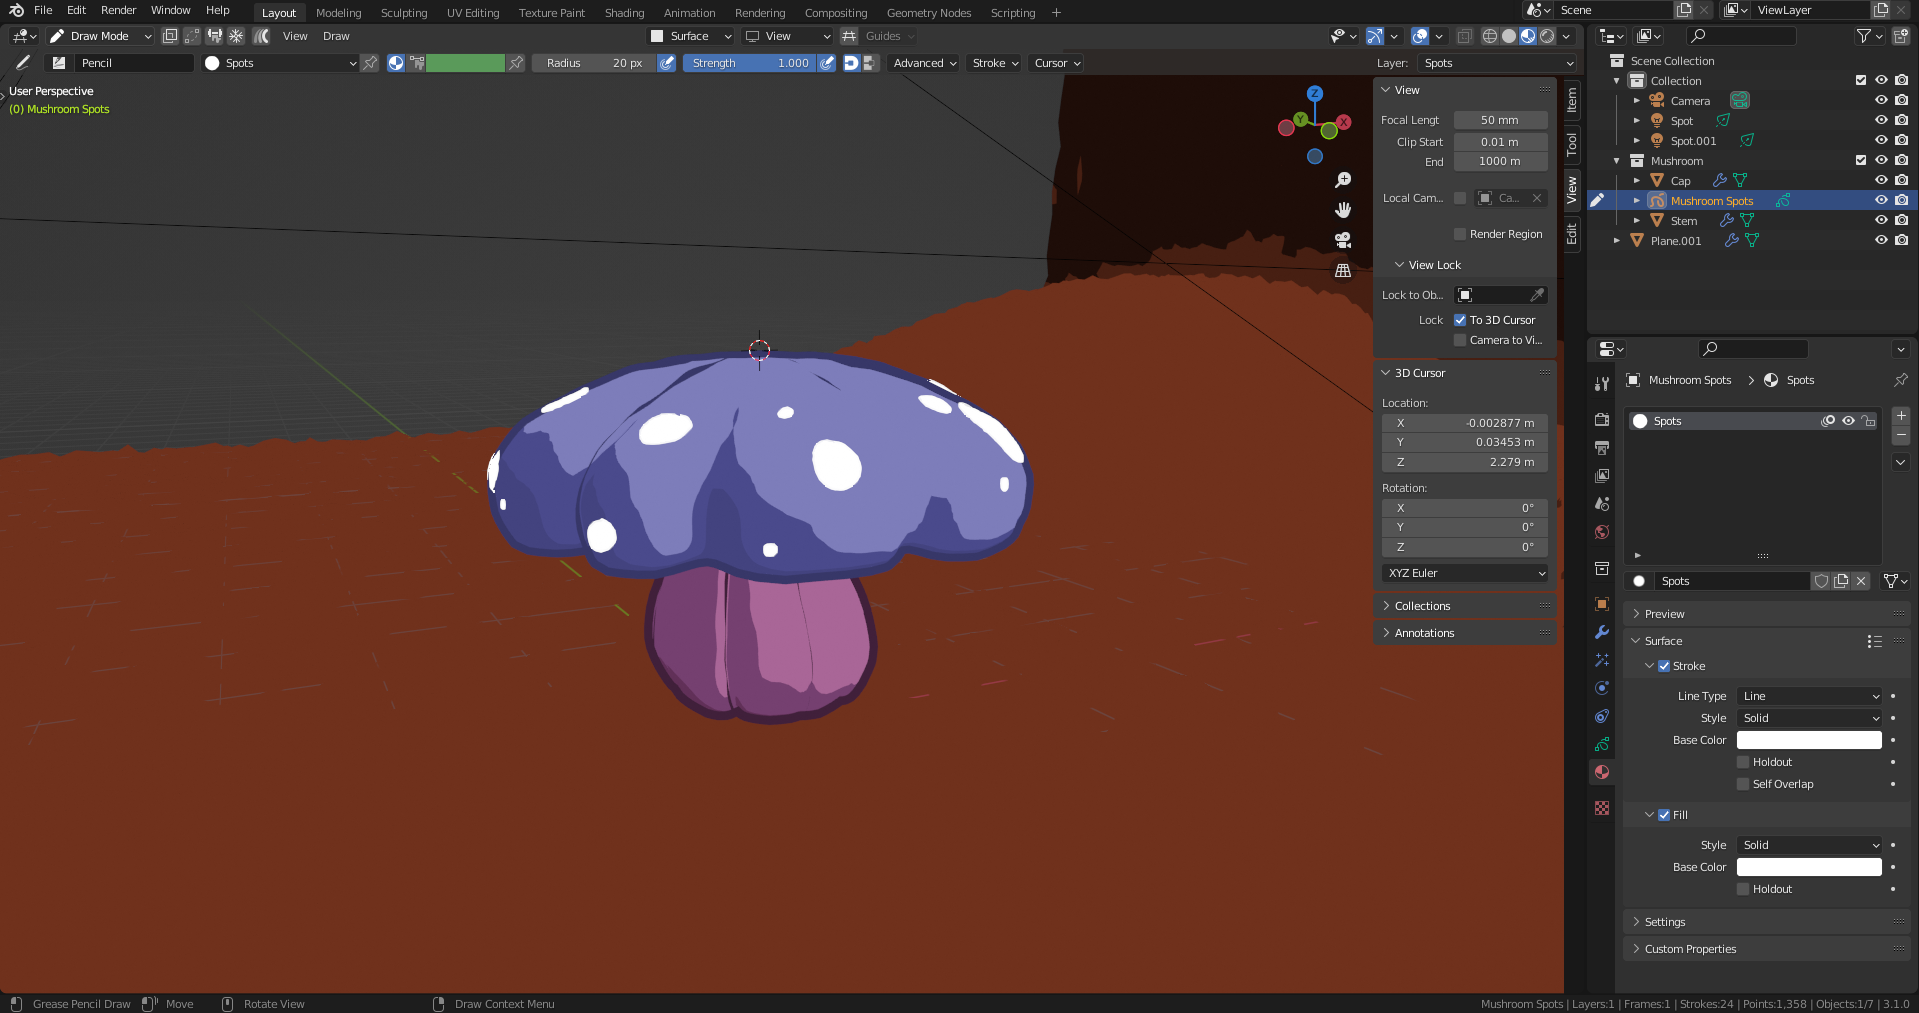 File Edit Render Window Help Layout Modeling Sculpting UV Editing Texture Paint Shading Animation Rendering Compositing Geometry Nodes Scripting + Scene ViewLayer
Draw Mode View Draw Surface View Guides
Pencil Spots Radius 20 px Strength 1.000 Advanced Stroke Cursor Layer: Spots
User Perspective
(0) Mushroom Spots
Z
Y
X
View
Focal Lengt 50 mm
Clip Start 0.01 m
End 1000 m
Local Cam... Ca...
Render Region
View Lock
Lock to Ob...
Lock To 3D Cursor
Camera to Vi...
3D Cursor
Location:
X -0.002877 m
Y 0.03453 m
Z 2.279 m
Rotation:
X 0°
Y 0°
Z 0°
XYZ Euler
Collections
Annotations
Item
Tool
View
Edit
Scene Collection
Collection
Camera
Spot
Spot.001
Mushroom
Cap
Mushroom Spots
Stem
Plane.001
Mushroom Spots > Spots
Spots
Spots
Preview
Surface
Stroke
Line Type Line
Style Solid
Base Color
Holdout
Self Overlap
Fill
Style Solid
Base Color
Holdout
Settings
Custom Properties
Grease Pencil Draw Move Rotate View Draw Context Menu Mushroom Spots | Layers:1 | Frames:1 | Strokes:24 | Points:1,358 | Objects:1/7 | 3.1.0